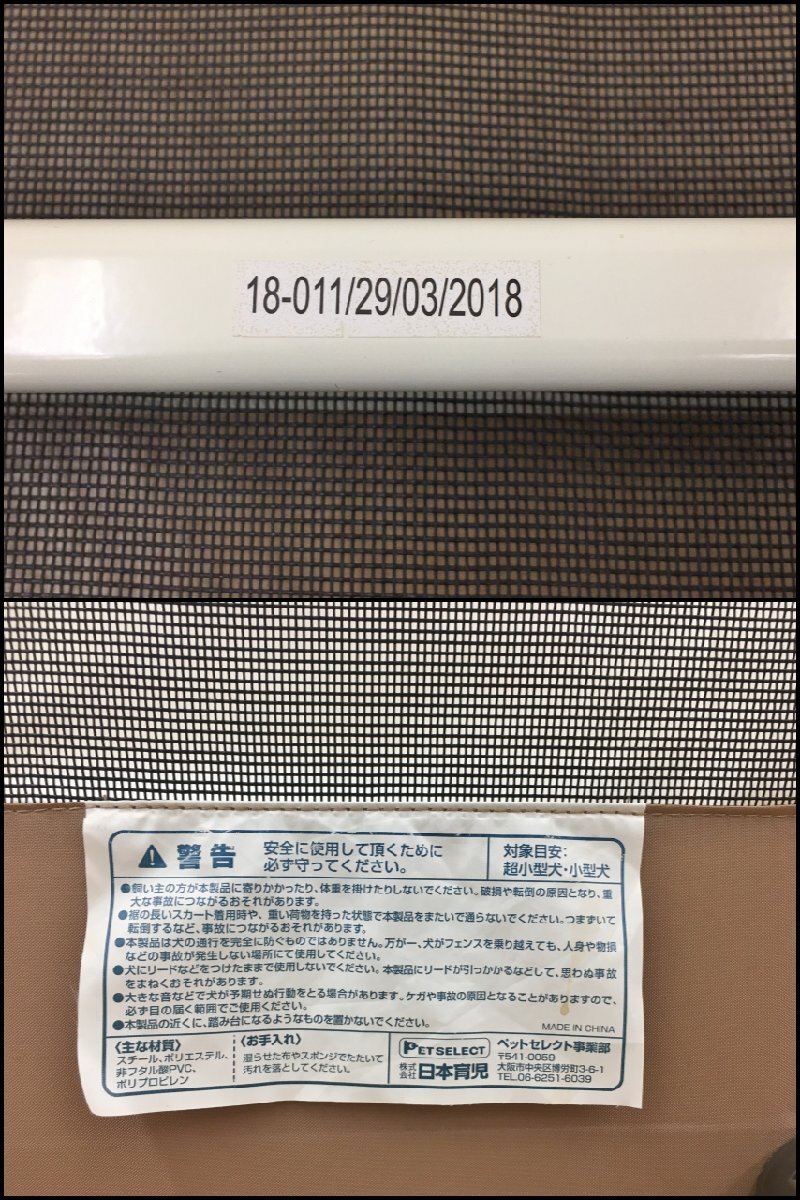 18-011/29/03/2018
警告
安全に使用して頂くために
必ず守ってください。
対象目安:
超小型犬・小型犬
●飼い主の方が本製品に寄りかかったり、体重を掛けたりしないでください。破損や転倒の原因となり、重
大な事故につながるおそれがあります。
●裾の長いスカート着用時や、重い荷物を持った状態で本製品をまたいで通らないでください。つまずいて
転倒するなど、事故につながるおそれがあります。
●本製品は犬の通行を完全に防ぐものではありません。万が一、犬がフェンスを乗り越えても、人身や物損
などの事故が発生しない場所にて使用してください。
●犬にリードなどをつけたままで使用しないでください。本製品にリードが引っかかるなどして、思わぬ事故
をまねくおそれがあります。
●大きな音などで犬が予期せぬ行動をとる場合があります。ケガや事故の原因となることがありますので、
必ず目の届く範囲でご使用ください。
●本製品の近くに、踏み台になるようなものを置かないでください。
MADE IN CHINA
〈主な材質〉
スチール、ポリエステル、
非フタル酸PVC、
ポリプロピレン
〈お手入れ〉
湿らせた布やスポンジでたたいて
汚れを落としてください。
PETSELECT
株式会社 日本育児
ペットセレクト事業部
〒541-0059
大阪市中央区博労町3-6-1
TEL.06-6251-6039